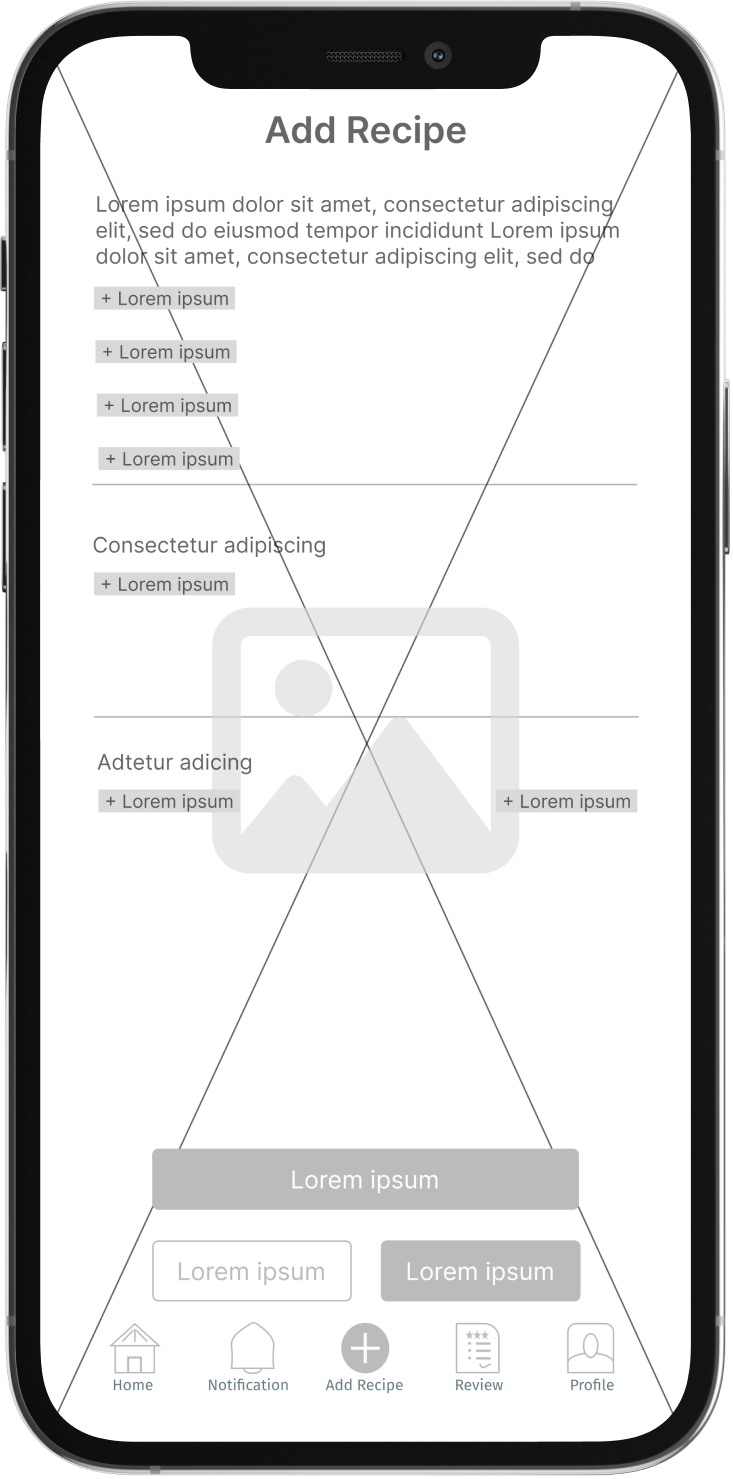 Add Recipe
Lorem ipsum dolor sit amet, consectetur adipiscing
elit, sed do eiusmod tempor incididunt Lorem ipsum
dolor sit amet, consectetur adipiscing elit, sed do
+ Lorem ipsum
+ Lorem ipsum
+ Lorem ipsum
+ Lorem ipsum
Consectetur adipiscing
+ Lorem ipsum
Adtetur adicing
+ Lorem ipsum
+ Lorem ipsum
Lorem ipsum
Lorem ipsum
Lorem ipsum
Home
Notification
Add Recipe
Review
Profile